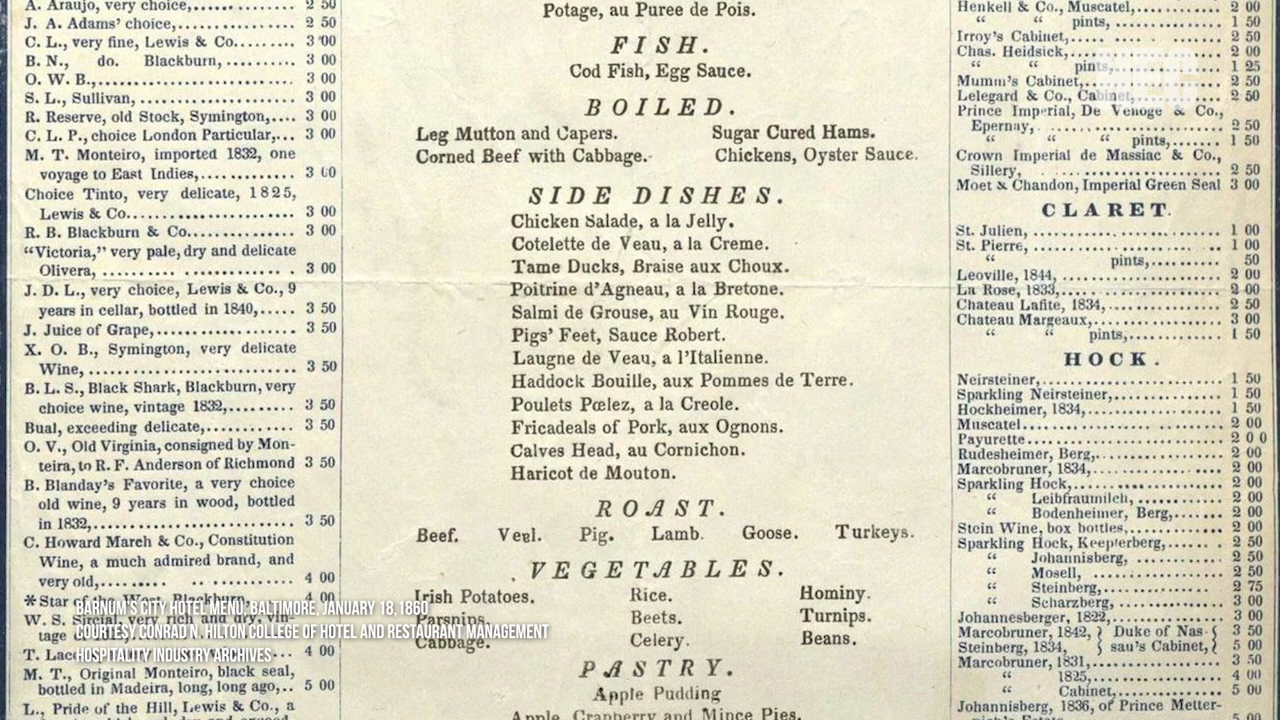 A. Araujo, very choice,........ 2 50
J. A. Adams' choice,.......... 2 50
C. L., very fine, Lewis & Co......... 3 00
B. N., do. Blackburn,....... 3 00
O. W. B.,......................... 3 00
S. L., Sullivan,.................... 3 00
R. Reserve, old Stock, Symington,.... 3 00
C. L. P., choice London Particular,... 3 00
M. T. Monteiro, imported 1832, one
voyage to East Indies,.............. 3 00
Choice Tinto, very delicate, 1825,
Lewis & Co........................ 3 00
R. B. Blackburn & Co............... 3 00
"Victoria," very pale, dry and delicate
Olivera, .......................... 3 00
J. D. L., very choice, Lewis & Co., 9
years in cellar, bottled in 1840,..... 3 50
J. Juice of Grape,.................. 3 50
X. O. B., Symington, very delicate
Wine, ............................ 3 50
B. L. S., Black Shark, Blackburn, very
choice wine, vintage 1832,......... 3 50
Bual, exceeding delicate,............ 3 50
O. V., Old Virginia, consigned by Mon-
teira, to R. F. Anderson of Richmond 3 50
B. Blanday's Favorite, a very choice
old wine, 9 years in wood, bottled
in 1832,.......................... 3 50
C. Howard March & Co., Constitution
Wine, a much admired brand, and
very old,......... 4 00
*Star of the West, Blackburn,
W. S. Sircial, very rich and dry, vin-
tage
T. 4 00
M. T., Original Monteiro, black seal,
bottled in Madeira, long, long ago,.. 5 00
L., Pride of the Hill, Lewis & Co., a
Potage, au Puree de Pois.
FISH.
Cod Fish, Egg Sauce.
BOILED.
Leg Mutton and Capers. Sugar Cured Hams.
Corned Beef with Cabbage. Chickens, Oyster Sauce.
SIDE DISHES.
Chicken Salade, a la Jelly.
Cotelette de Veau, a la Creme.
Tame Ducks, Braise aux Choux.
Poitrine d'Agneau, a la Bretone.
Salmi de Grouse, au Vin Rouge.
Pigs' Feet, Sauce Robert.
Laugne de Veau, a l'Italienne.
Haddock Bouille, aux Pommes de Terre.
Poulets Pœlez, a la Creole.
Fricadeals of Pork, aux Ognons.
Calves Head, au Cornichon.
Haricot de Mouton.
ROAST.
Beef. Veal. Pig. Lamb. Goose. Turkeys.
VEGETABLES.
Irish Potatoes. Rice. Hominy.
Parsnips. Beets. Turnips.
Cabbage. Celery. Beans.
PASTRY.
Apple Pudding
Apple, Cranberry and Mince Pies.
Henkell & Co., Muscatel,......... 2 00
" " pints, ......... 1 50
Irroy's Cabinet,................. 2 50
Chas. Heidsick,................. 2 00
" " pints,............ 1 25
Mumm's Cabinet,................ 2 50
Lelegard & Co., Cabinet,......... 2 50
Prince Imperial, De Venoge & Co.,
Epernay, ...................... 2 50
" " " pints,....... 1 50
Crown Imperial de Massiac & Co.,
Sillery,........................ 2 50
Moet & Chandon, Imperial Green Seal 3 00
CLARET.
St. Julien, ...................... 1 00
St. Pierre, ...................... 1 00
" pints,............ 50
Leoville, 1844,.................. 2 00
La Rose, 1833,.................. 2 00
Chateau Lafite, 1834,............ 2 50
Chateau Margeaux,.............. 3 00
" " pints,......... 1 50
HOCK.
Neirsteiner,..................... 1 50
Sparkling Neirsteiner,............ 1 50
Hockheimer, 1834,............... 1 50
Muscatel........................ 2 00
Payurette....................... 2 00
Rudesheimer, Berg,.............. 2 00
Marcobruner, 1834,.............. 2 00
Sparkling Hock,................. 2 00
" Leibfraumilch,........ 2 00
" Bodenheimer, Berg,.... 2 00
Stein Wine, box bottles,.......... 2 00
Sparkling Hock, Keepterberg,...... 2 50
" Johannisberg, ........ 2 50
" Mosell, .............. 2 50
" Steinberg,............ 2 75
" Scharzberg,........... 3 00
Johannesberger, 1822,............ 3 00
Marcobruner, 1842, } Duke of Nas- { 3 50
Steinberg, 1834, } sau's Cabinet, { 5 00
Marcobruner, 1831,.............. 3 50
" 1825,................ 4 00
" Cabinet,.............. 5 00
Johannisberg, 1836, of Prince Metter-
5 00
BARNUM'S CITY HOTEL MENU, BALTIMORE, JANUARY 18, 1860
COURTESY CONRAD N. HILTON COLLEGE OF HOTEL AND RESTAURANT MANAGEMENT
HOSPITALITY INDUSTRY ARCHIVES